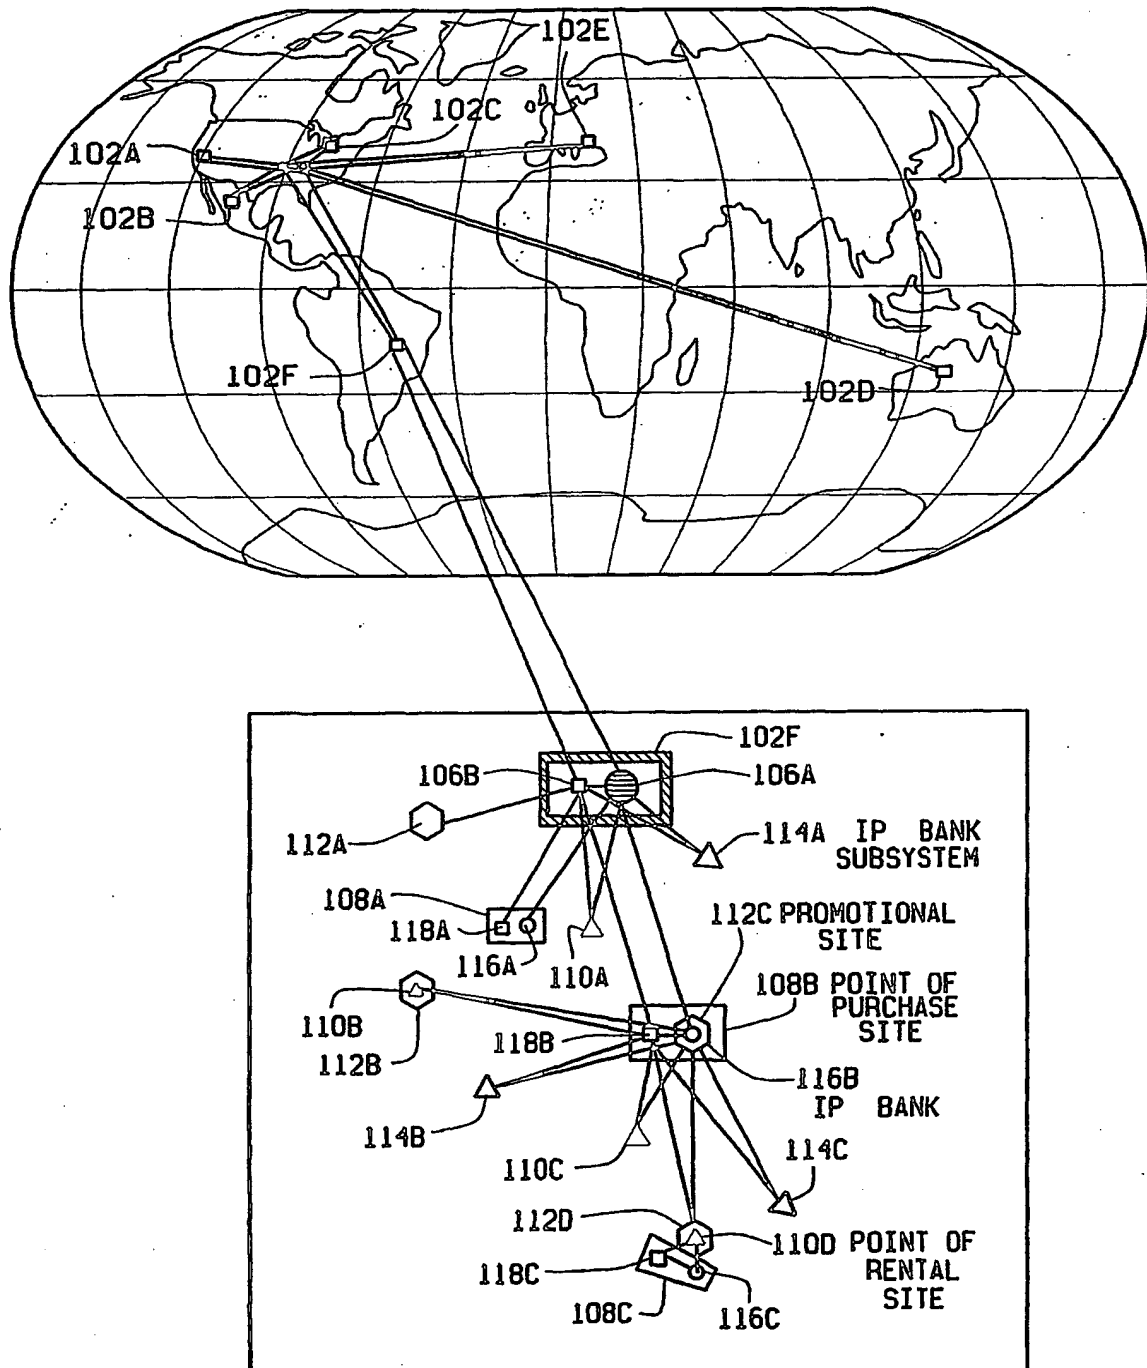 102E
102C
102A
102B
102F
102D
102F
106B
106A
112A
114A IP BANK
SUBSYSTEM
108A
118A
112C PROMOTIONAL
SITE
116A
110A
108B POINT OF
PURCHASE
SITE
110B
118B
112B
116B
IP BANK
114B
110C
114C
112D
110D POINT OF
RENTAL
SITE
118C
108C
116C